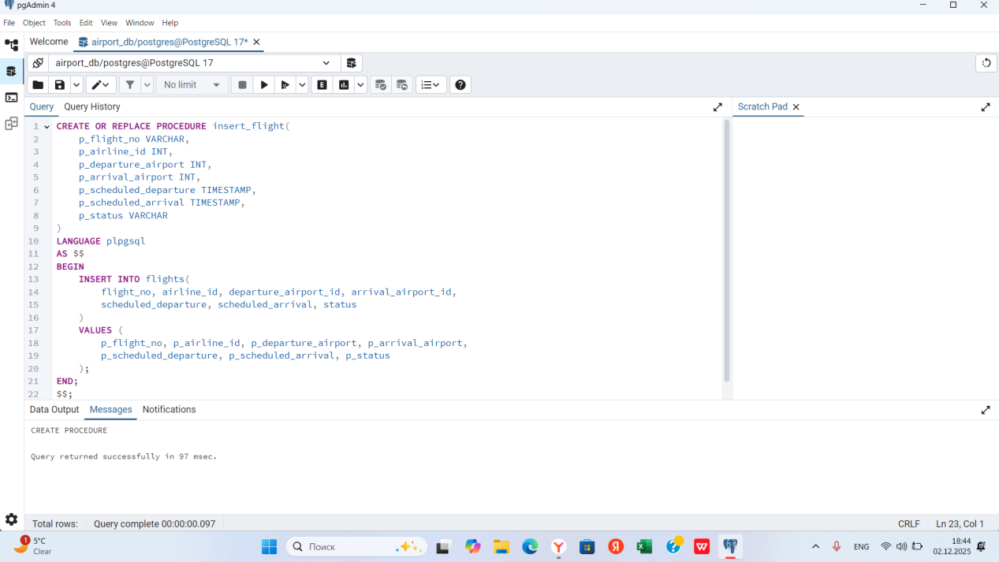 pgAdmin 4
File Object Tools Edit View Window Help
Welcome airport_db/postgres@PostgreSQL 17*
airport_db/postgres@PostgreSQL 17
No limit
E
Query Query History
Scratch Pad
1 CREATE OR REPLACE PROCEDURE insert_flight(
2 p_flight_no VARCHAR,
3 p_airline_id INT,
4 p_departure_airport INT,
5 p_arrival_airport INT,
6 p_scheduled_departure TIMESTAMP,
7 p_scheduled_arrival TIMESTAMP,
8 p_status VARCHAR
9 )
10 LANGUAGE plpgsql
11 AS $$
12 BEGIN
13 INSERT INTO flights(
14 flight_no, airline_id, departure_airport_id, arrival_airport_id,
15 scheduled_departure, scheduled_arrival, status
16 )
17 VALUES (
18 p_flight_no, p_airline_id, p_departure_airport, p_arrival_airport,
19 p_scheduled_departure, p_scheduled_arrival, p_status
20 );
21 END;
22 $$;
Data Output Messages Notifications
CREATE PROCEDURE
Query returned successfully in 97 msec.
Total rows: Query complete 00:00:00.097
CRLF Ln 23, Col 1
1
5°C
Clear
Поиск
ENG
18:44
02.12.2025